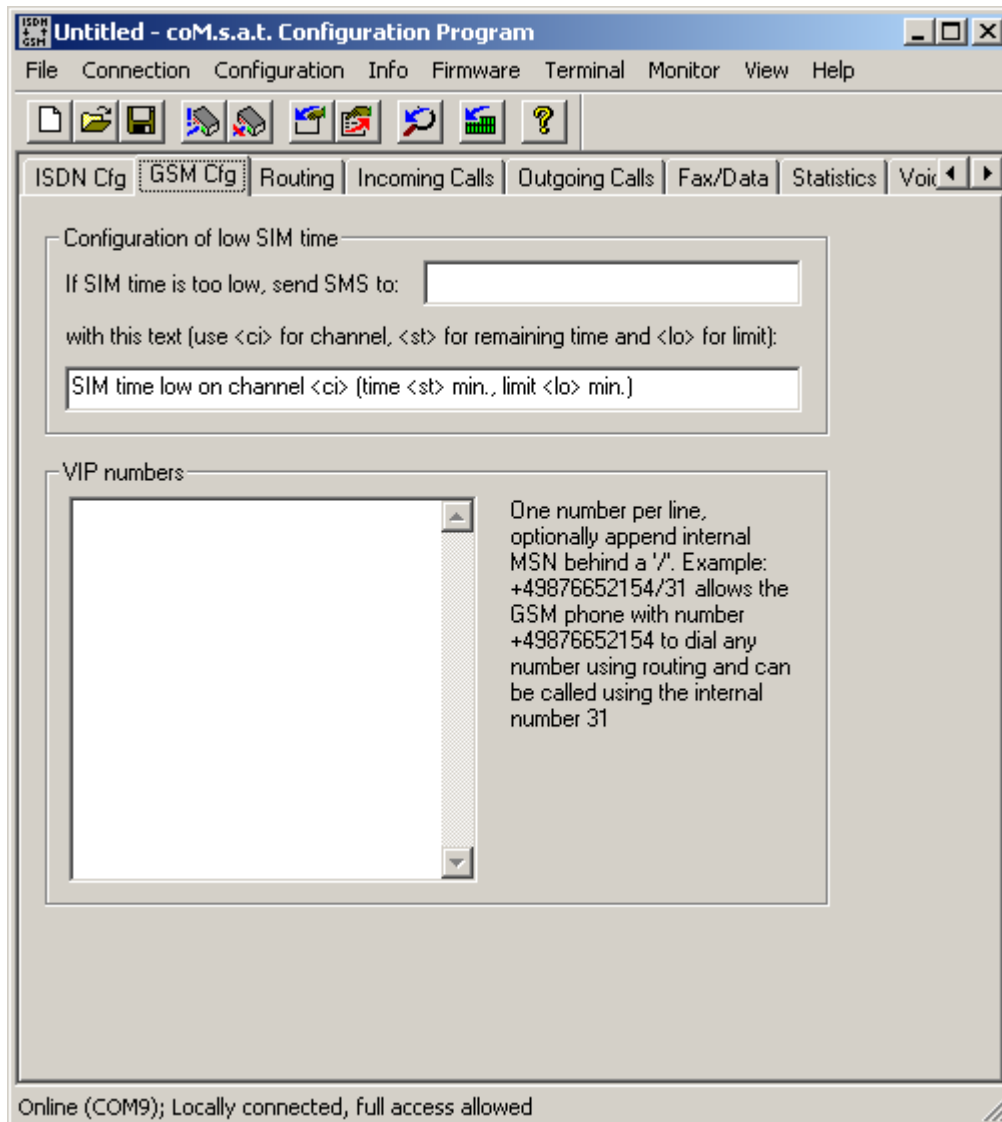 ISDN
GSM
Untitled - coM.s.a.t. Configuration Program
File Connection Configuration Info Firmware Terminal Monitor View Help
ISDN Cfg GSM Cfg Routing Incoming Calls Outgoing Calls Fax/Data Statistics
Configuration of low SIM time
If SIM time is too low, send SMS to:
with this text (use <ci> for channel, <st> for remaining time and <lo> for limit):
SIM time low on channel <ci> (time <st> min., limit <lo> min.)
VIP numbers
One number per line,
optionally append internal
MSN behind a '/'. Example:
+49876652154/31 allows the
GSM phone with number
+49876652154 to dial any
number using routing and can
be called using the internal
number 31
Online (COM9); Locally connected, full access allowed